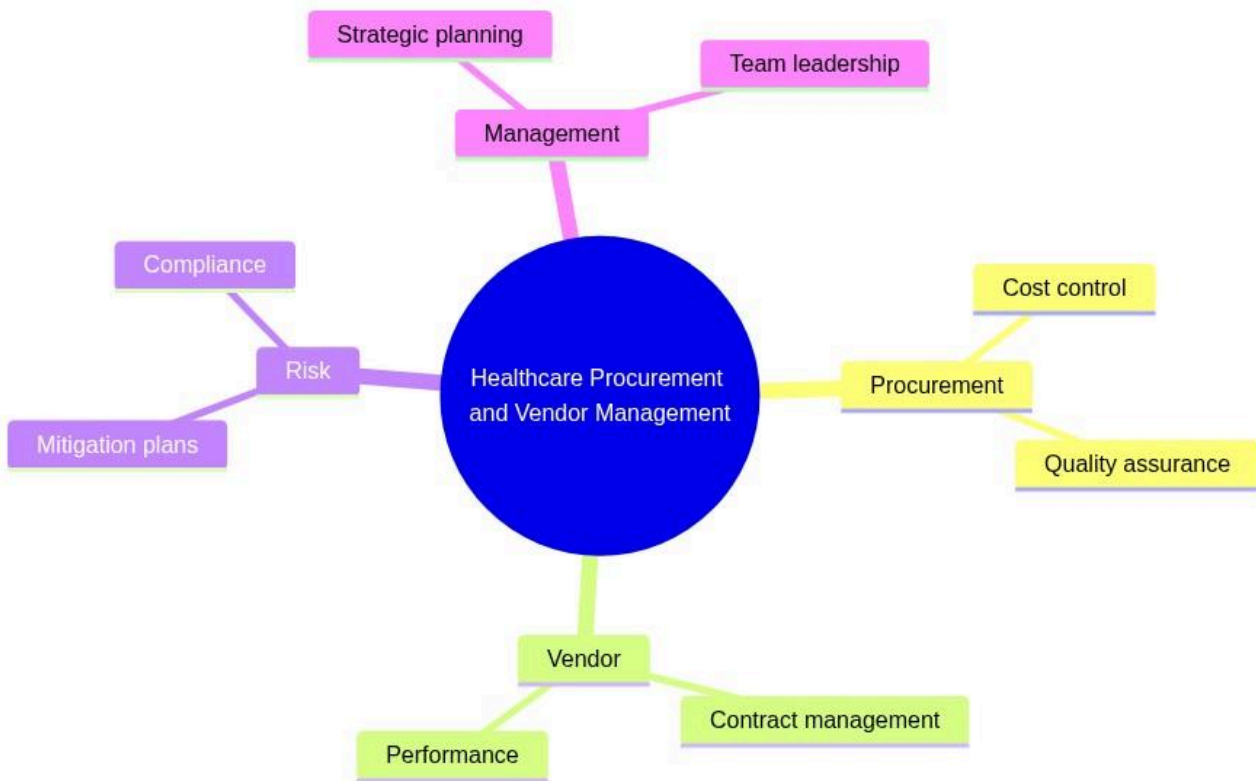 Strategic planning
Team leadership
Management
Compliance
Risk
Mitigation plans
Healthcare Procurement
and Vendor Management
Cost control
Procurement
Quality assurance
Vendor
Contract management
Performance